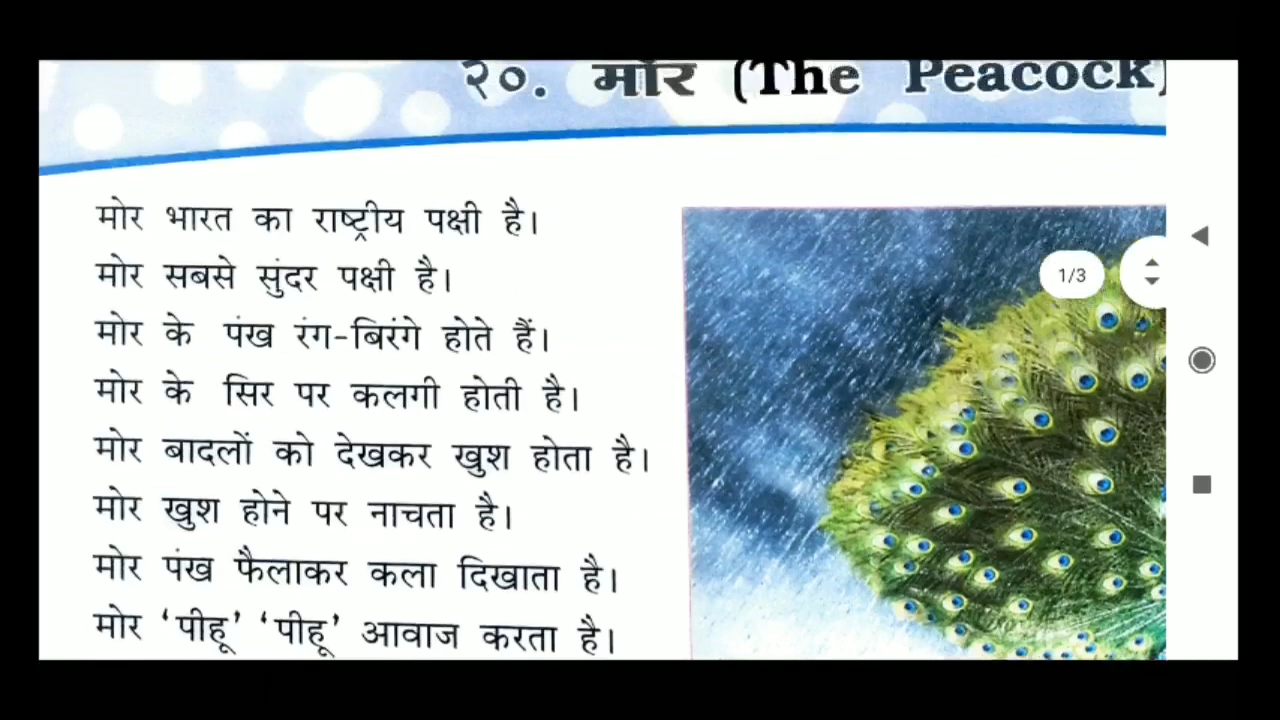 २०. मोर (The Peacock)
मोर भारत का राष्ट्रीय पक्षी है।
मोर सबसे सुंदर पक्षी है।
1/3
मोर के पंख रंग-बिरंगे होते हैं।
मोर के सिर पर कलगी होती है।
मोर बादलों को देखकर खुश होता है।
मोर खुश होने पर नाचता है।
मोर पंख फैलाकर कला दिखाता है।
मोर ‘पीहू’ ‘पीहू’ आवाज करता है।